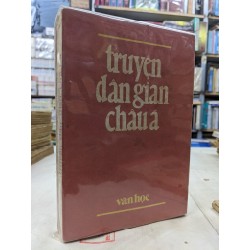 truyện
dân gian
châu á
văn học